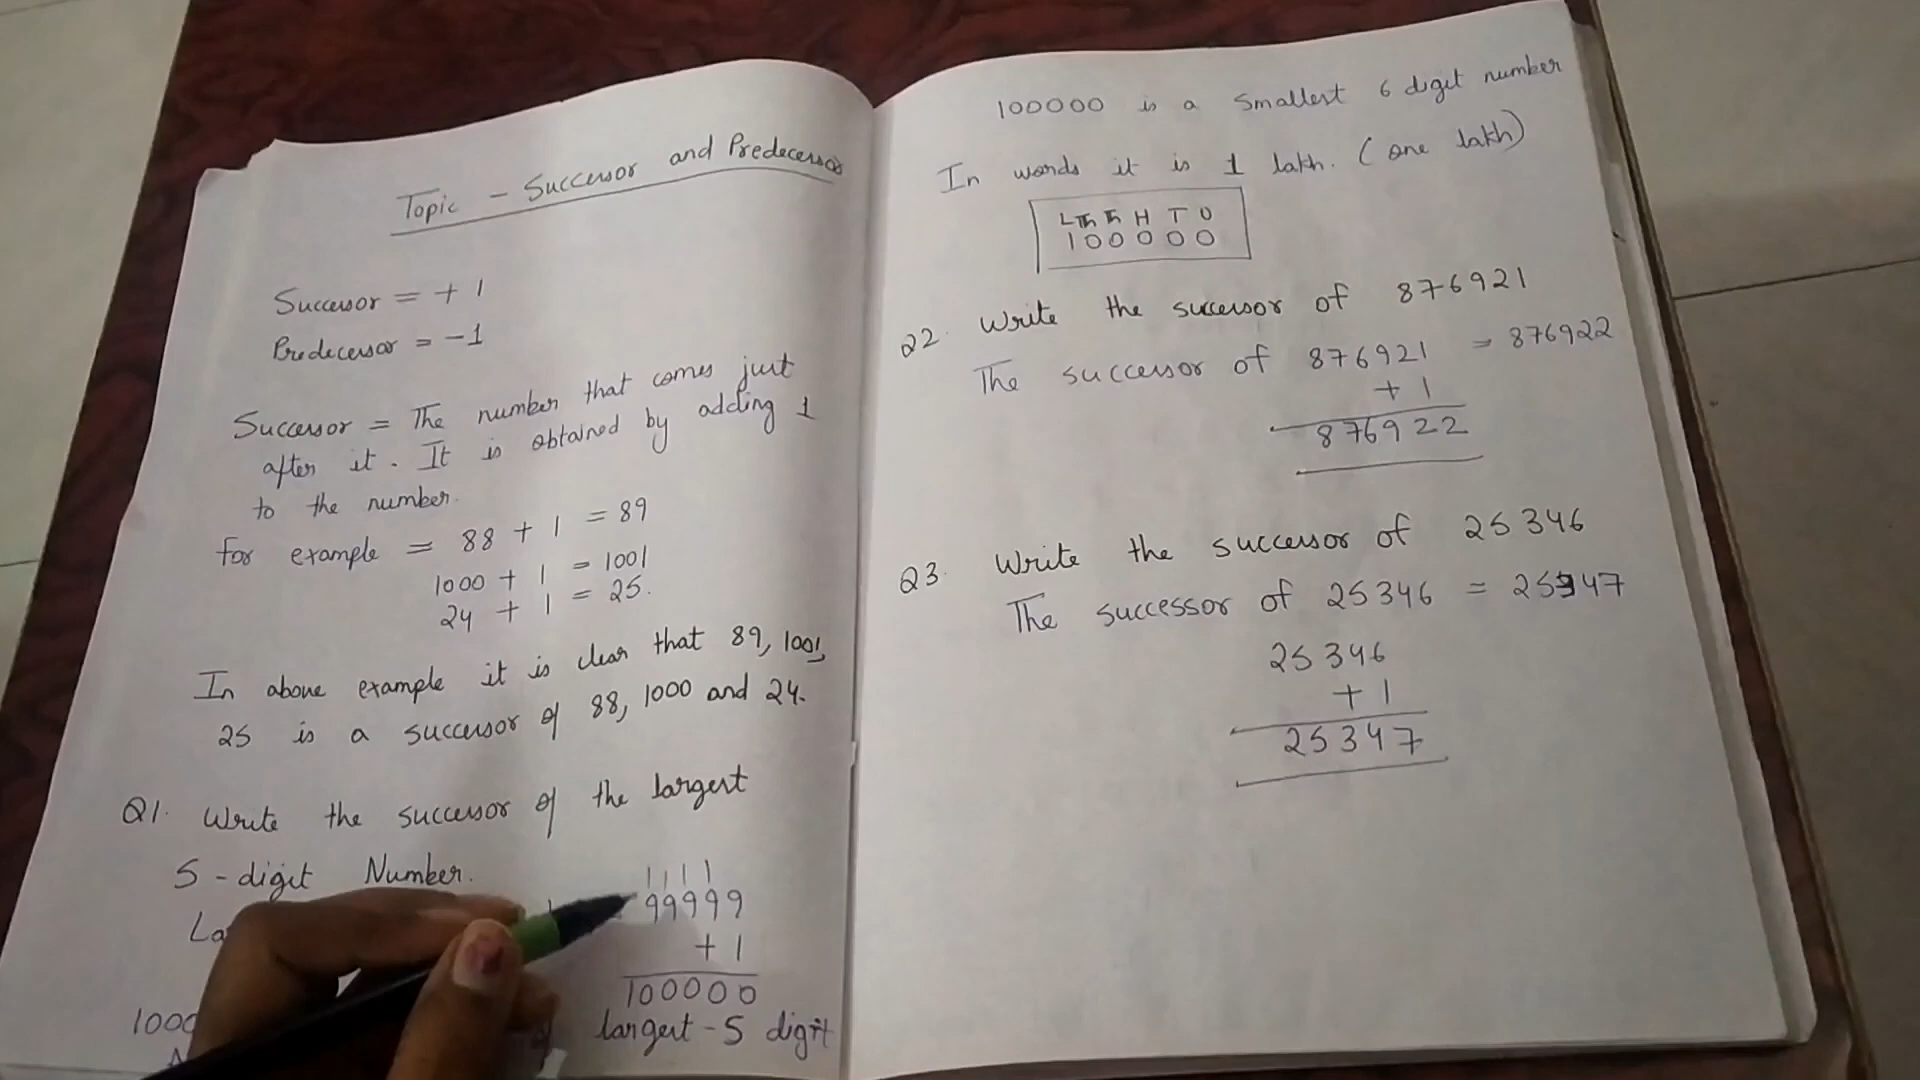 Topic - Successor and Predecessor
Successor = + 1
Predecessor = -1
Successor = The number that comes just
after it. It is obtained by adding 1
to the number.
for example = 88 + 1 = 89
1000 + 1 = 1001
24 + 1 = 25.
In above example it is clear that 89, 1001,
25 is a successor of 88, 1000 and 24.
Q1. Write the successor of the largest
5-digit Number.
1 1 1 1
99999
+ 1
100000
largest-5 digit
100000 is a smallest 6 digit number
In words it is 1 lakh. (one lakh)
L TTh Th H T O
1 0 0 0 0 0
Q2. Write the successor of 876921
The successor of 876921 = 876922
+ 1
876922
Q3. Write the successor of 25346
The successor of 25346 = 25347
25346
+ 1
25347